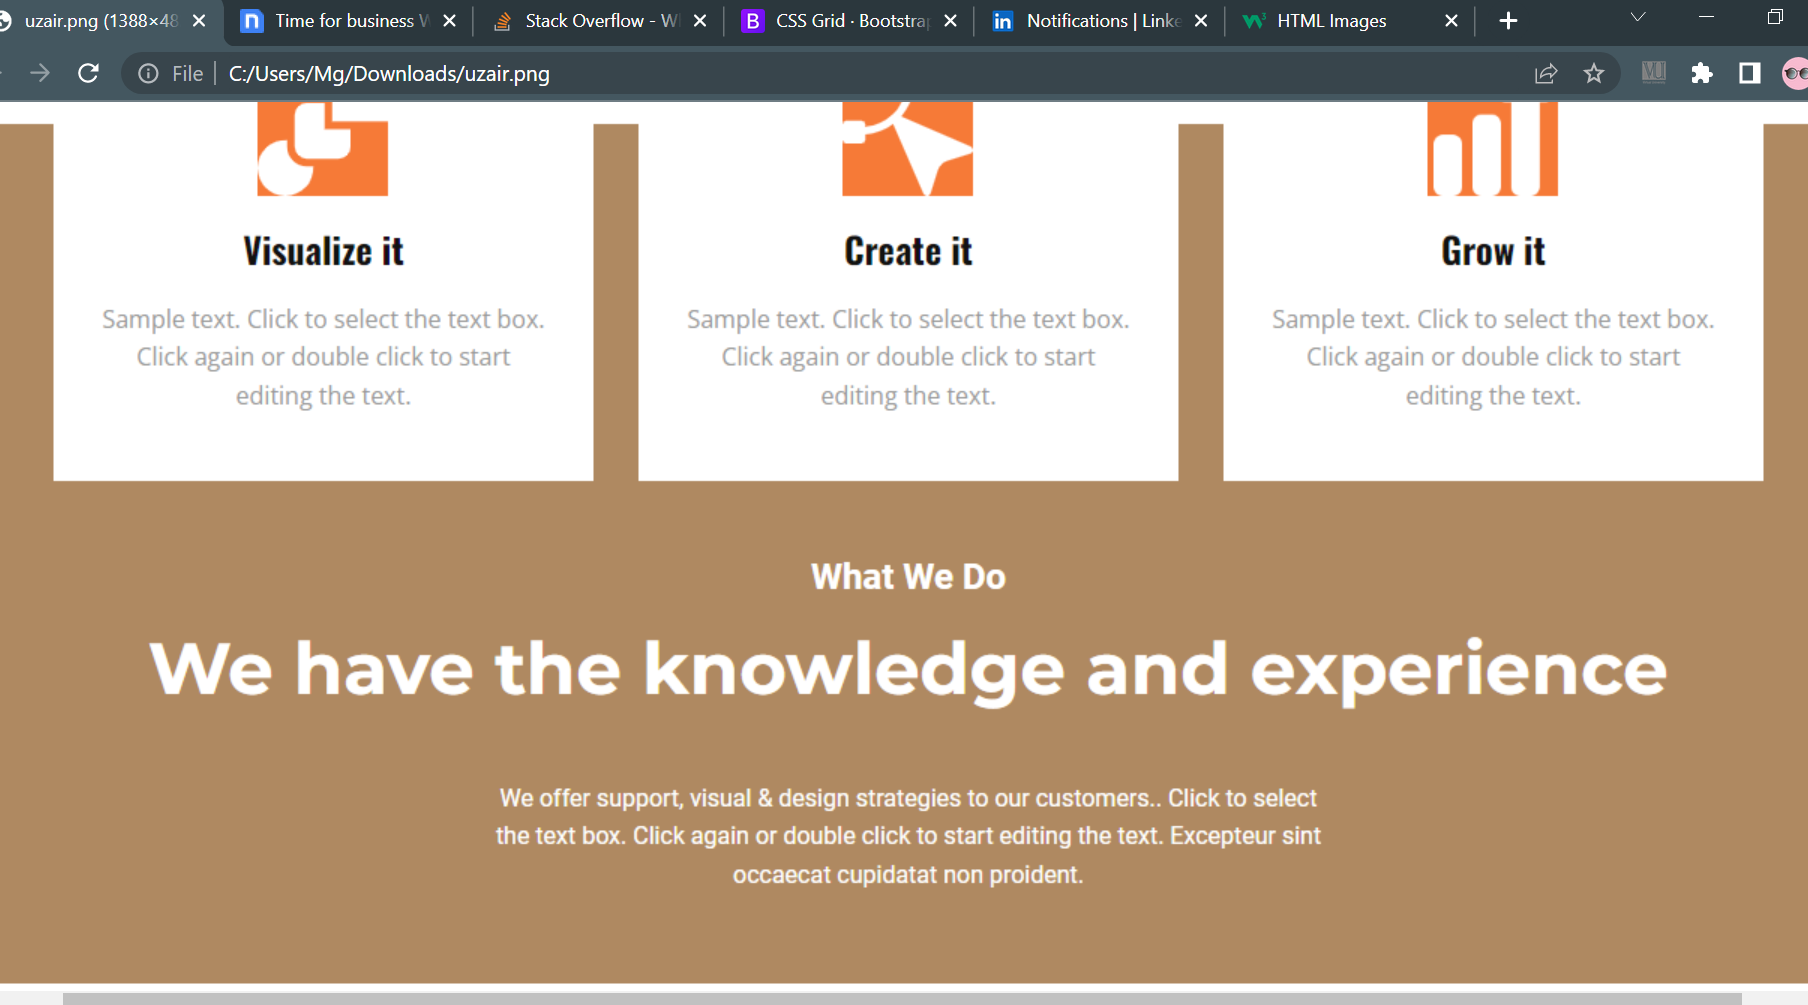 uzair.png (1388×48
Time for business W
Stack Overflow - W
CSS Grid · Bootstrap
Notifications | Linke
HTML Images
File
C:/Users/Mg/Downloads/uzair.png
Visualize it
Sample text. Click to select the text box.
Click again or double click to start
editing the text.
Create it
Sample text. Click to select the text box.
Click again or double click to start
editing the text.
Grow it
Sample text. Click to select the text box.
Click again or double click to start
editing the text.
What We Do
We have the knowledge and experience
We offer support, visual & design strategies to our customers.. Click to select
the text box. Click again or double click to start editing the text. Excepteur sint
occaecat cupidatat non proident.